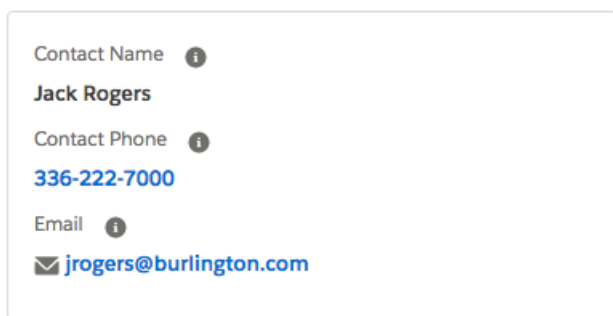 Contact Name
Jack Rogers
Contact Phone
336-222-7000
Email
jrogers@burlington.com